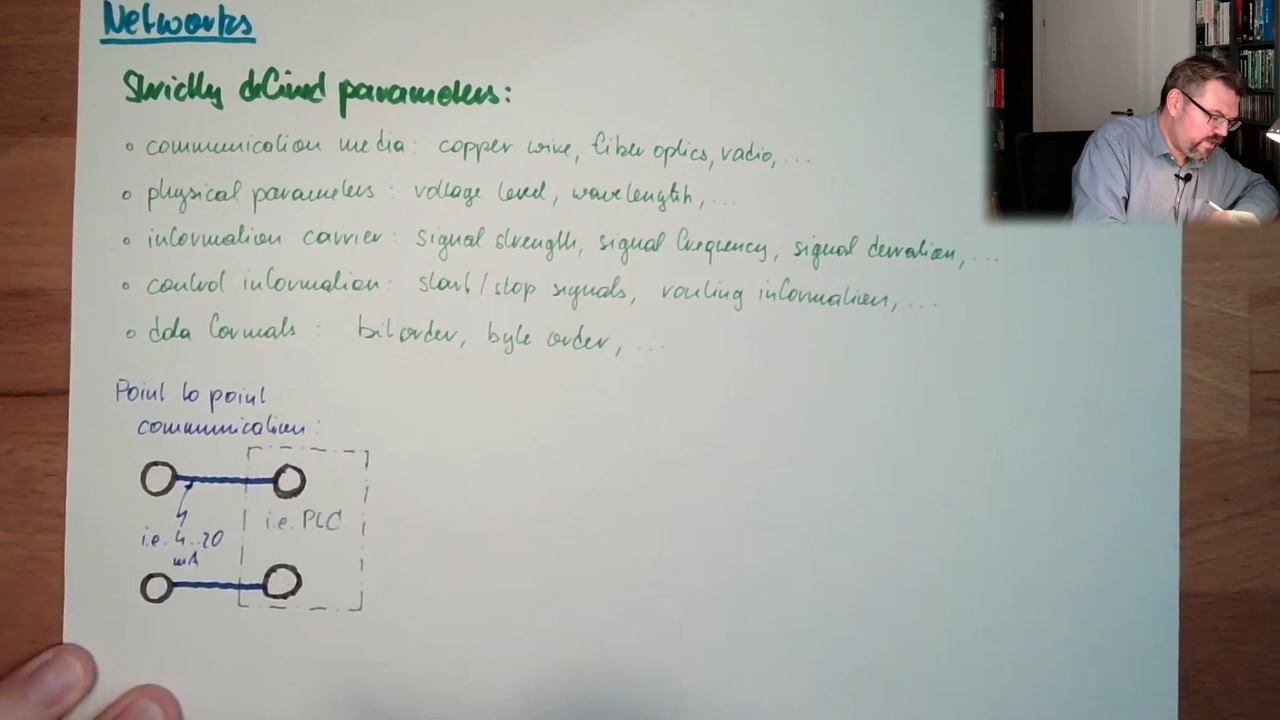 Networks
Strictly defined parameters:
• communication media: copper wire, fiber optics, radio, ...
• physical parameters: voltage level, wavelength, ...
• information carrier: signal strength, signal frequency, signal derivation, ...
• control information: start/stop signals, routing information, ...
• data formats: bit order, byte order, ...
Point to point
communication:
i.e. PLC
i.e. 4..20
mA